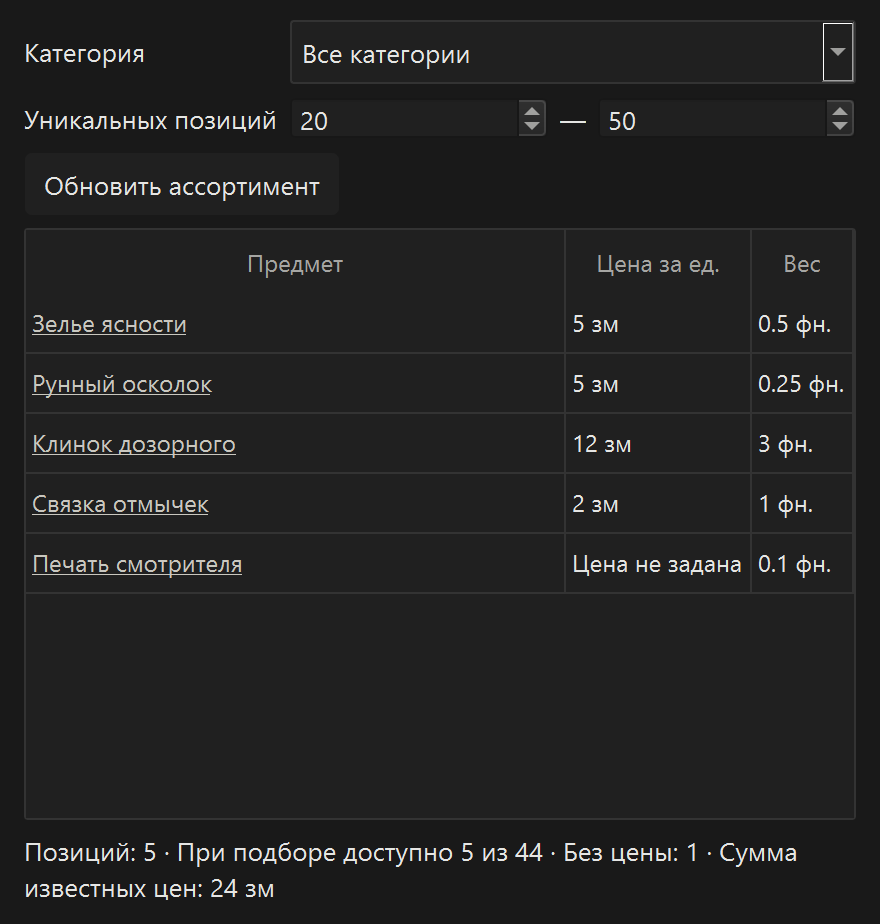 Категория Все категории
Уникальных позиций 20 — 50
Обновить ассортимент
Предмет Цена за ед. Вес
Зелье ясности 5 зм 0.5 фн.
Рунный осколок 5 зм 0.25 фн.
Клинок дозорного 12 зм 3 фн.
Связка отмычек 2 зм 1 фн.
Печать смотрителя Цена не задана 0.1 фн.
Позиций: 5 · При подборе доступно 5 из 44 · Без цены: 1 · Сумма
известных цен: 24 зм